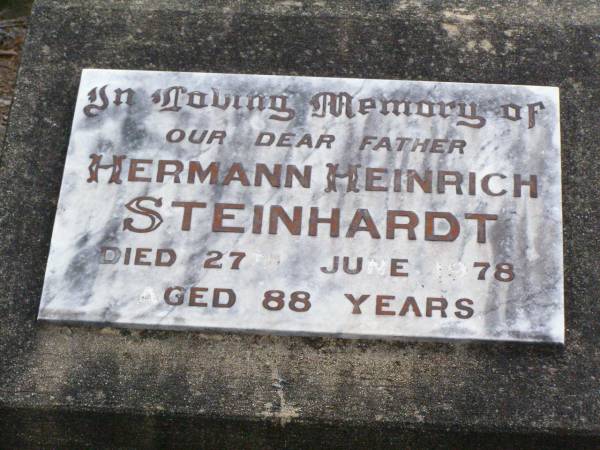 In Loving Memory of
OUR DEAR FATHER
HERMANN HEINRICH
STEINHARDT
DIED 27TH JUNE 1978
AGED 88 YEARS